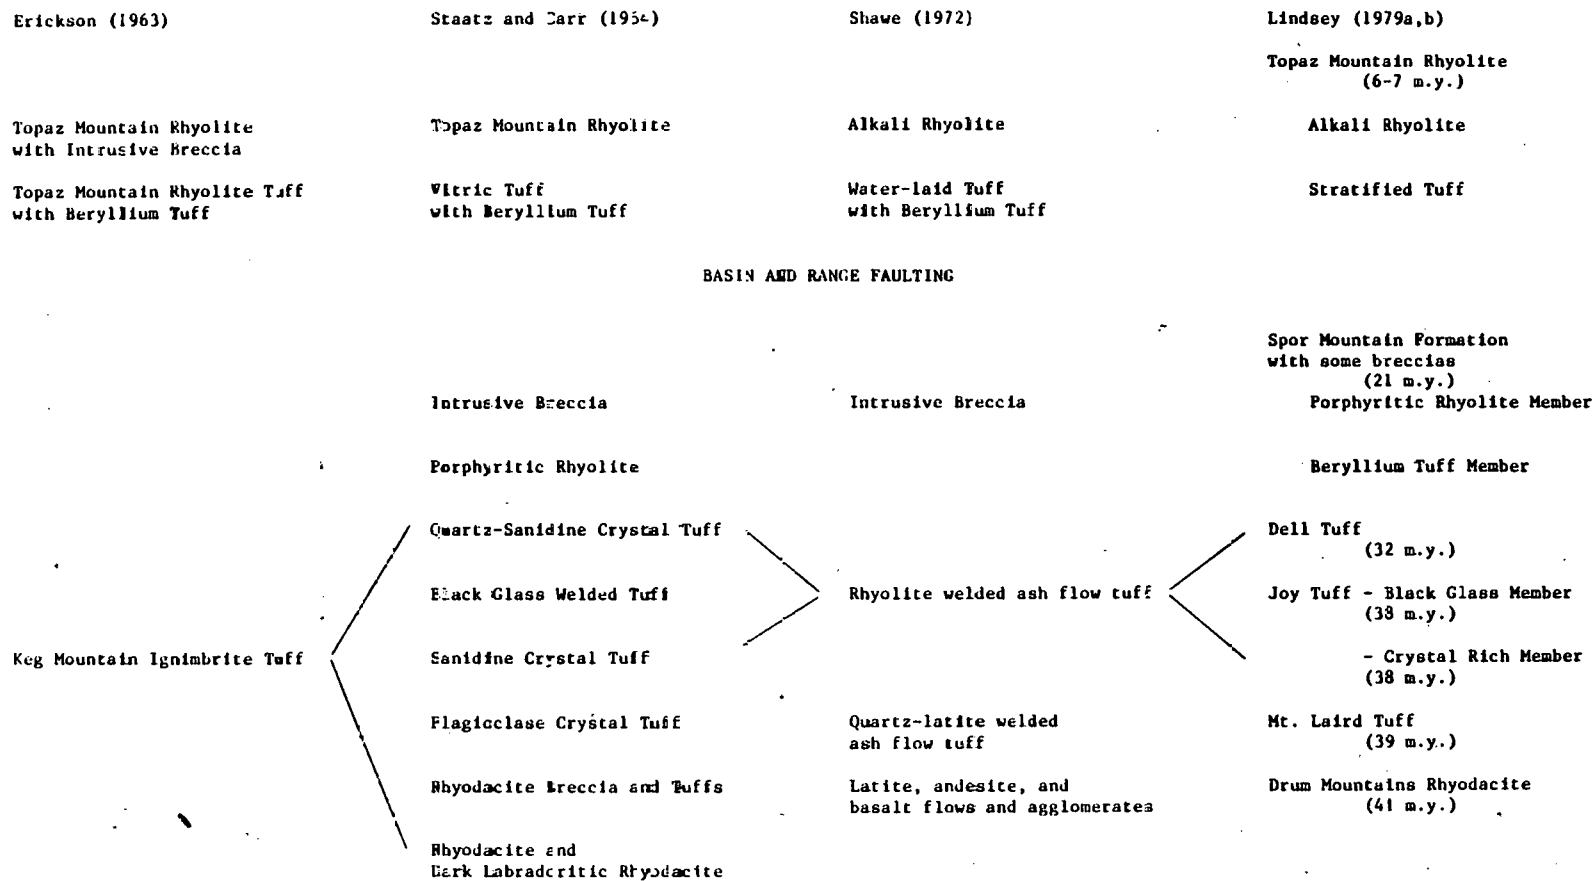 Erickson (1963) Staatz and Carr (1964) Shawe (1972) Lindsey (1979a,b)
Topaz Mountain Rhyolite
(6-7 m.y.)
Topaz Mountain Rhyolite Topaz Mountain Rhyolite Alkali Rhyolite Alkali Rhyolite
with Intrusive Breccia
Topaz Mountain Rhyolite Tuff Vitric Tuff Water-laid Tuff Stratified Tuff
with Beryllium Tuff with Beryllium Tuff with Beryllium Tuff
BASIN AND RANGE FAULTING
Spor Mountain Formation
with some breccias
(21 m.y.)
Intrusive Breccia Intrusive Breccia Porphyritic Rhyolite Member
Porphyritic Rhyolite Beryllium Tuff Member
Quartz-Sanidine Crystal Tuff Dell Tuff
(32 m.y.)
Black Glass Welded Tuff Rhyolite welded ash flow tuff Joy Tuff - Black Glass Member
(38 m.y.)
Keg Mountain Ignimbrite Tuff Sanidine Crystal Tuff - Crystal Rich Member
(38 m.y.)
Plagioclase Crystal Tuff Quartz-latite welded Mt. Laird Tuff
ash flow tuff (39 m.y.)
Rhyodacite Breccia and Tuffs Latite, andesite, and Drum Mountains Rhyodacite
basalt flows and agglomerates (41 m.y.)
Rhyodacite and
Dark Labradoritic Rhyodacite